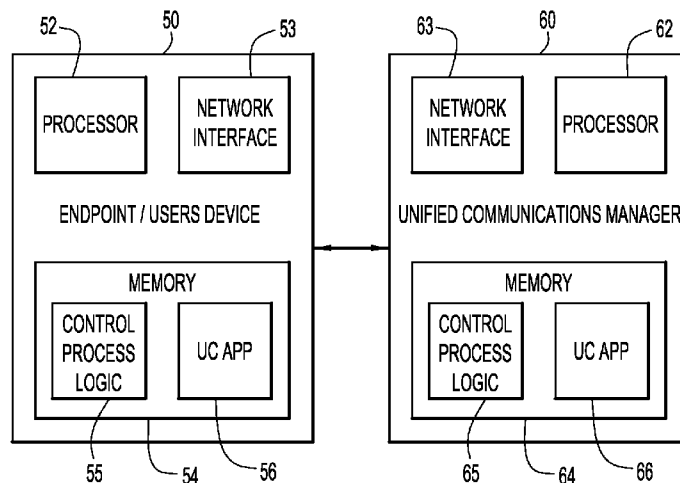 52 50 53 63 60 62
PROCESSOR
NETWORK
INTERFACE
NETWORK
INTERFACE
PROCESSOR
ENDPOINT / USERS DEVICE
UNIFIED COMMUNICATIONS MANAGER
MEMORY
CONTROL
PROCESS
LOGIC
UC APP
MEMORY
CONTROL
PROCESS
LOGIC
UC APP
55 54 56 65 64 66